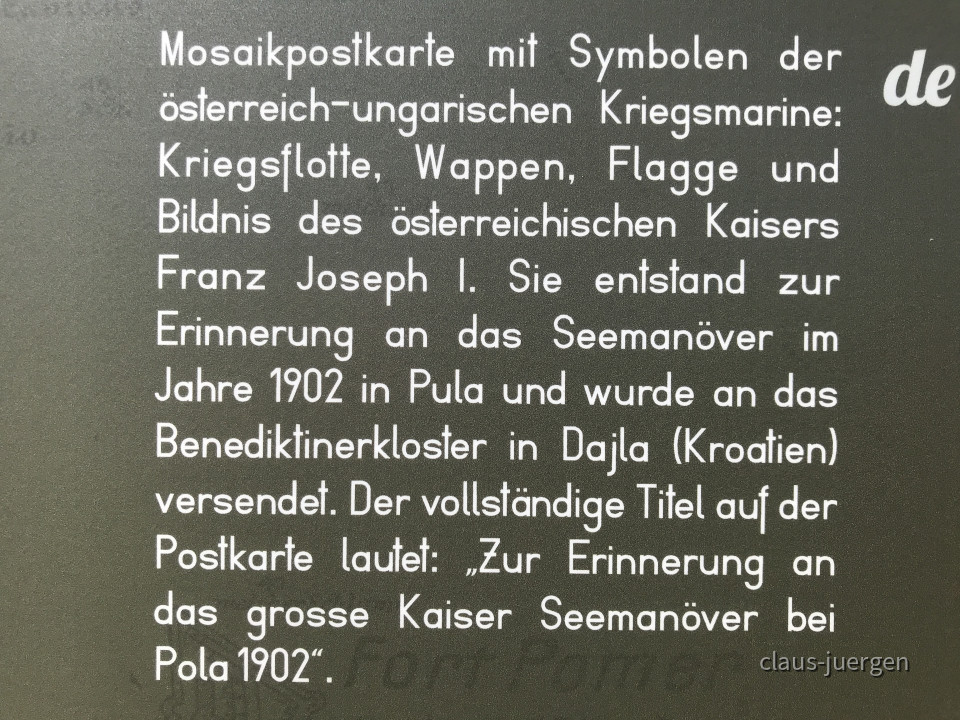 Mosaikpostkarte mit Symbolen der
österreich-ungarischen Kriegsmarine:
Kriegsflotte, Wappen, Flagge und
Bildnis des österreichischen Kaisers
Franz Joseph I. Sie entstand zur
Erinnerung an das Seemanöver im
Jahre 1902 in Pula und wurde an das
Benediktinerkloster in Dajla (Kroatien)
versendet. Der vollständige Titel auf der
Postkarte lautet: „Zur Erinnerung an
das grosse Kaiser Seemanöver bei
Pola 1902“.
de
Fort Pomer
claus-juergen